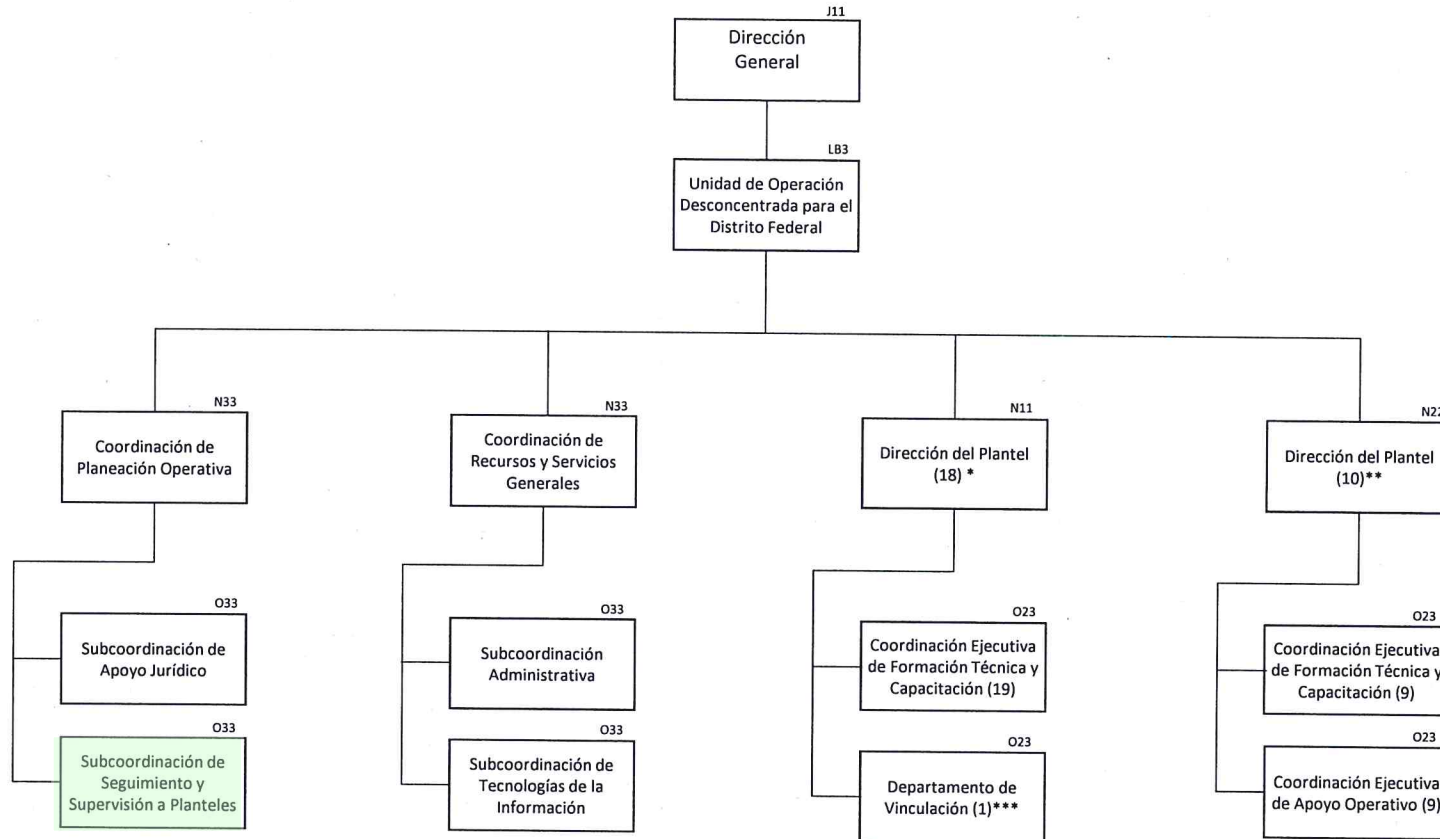 J11
Dirección
General
LB3
Unidad de Operación
Desconcentrada para el
Distrito Federal
N33
Coordinación de
Planeación Operativa
N33
Coordinación de
Recursos y Servicios
Generales
N11
Dirección del Plantel
(18) *
N22
Dirección del Plantel
(10)**
O33
Subcoordinación de
Apoyo Jurídico
O33
Subcoordinación
Administrativa
O23
Coordinación Ejecutiva
de Formación Técnica y
Capacitación (19)
O23
Coordinación Ejecutiva
de Formación Técnica y
Capacitación (9)
O33
Subcoordinación de
Seguimiento y
Supervisión a Planteles
O33
Subcoordinación de
Tecnologías de la
Información
O23
Departamento de
Vinculación (1)***
O23
Coordinación Ejecutiva
de Apoyo Operativo (9)